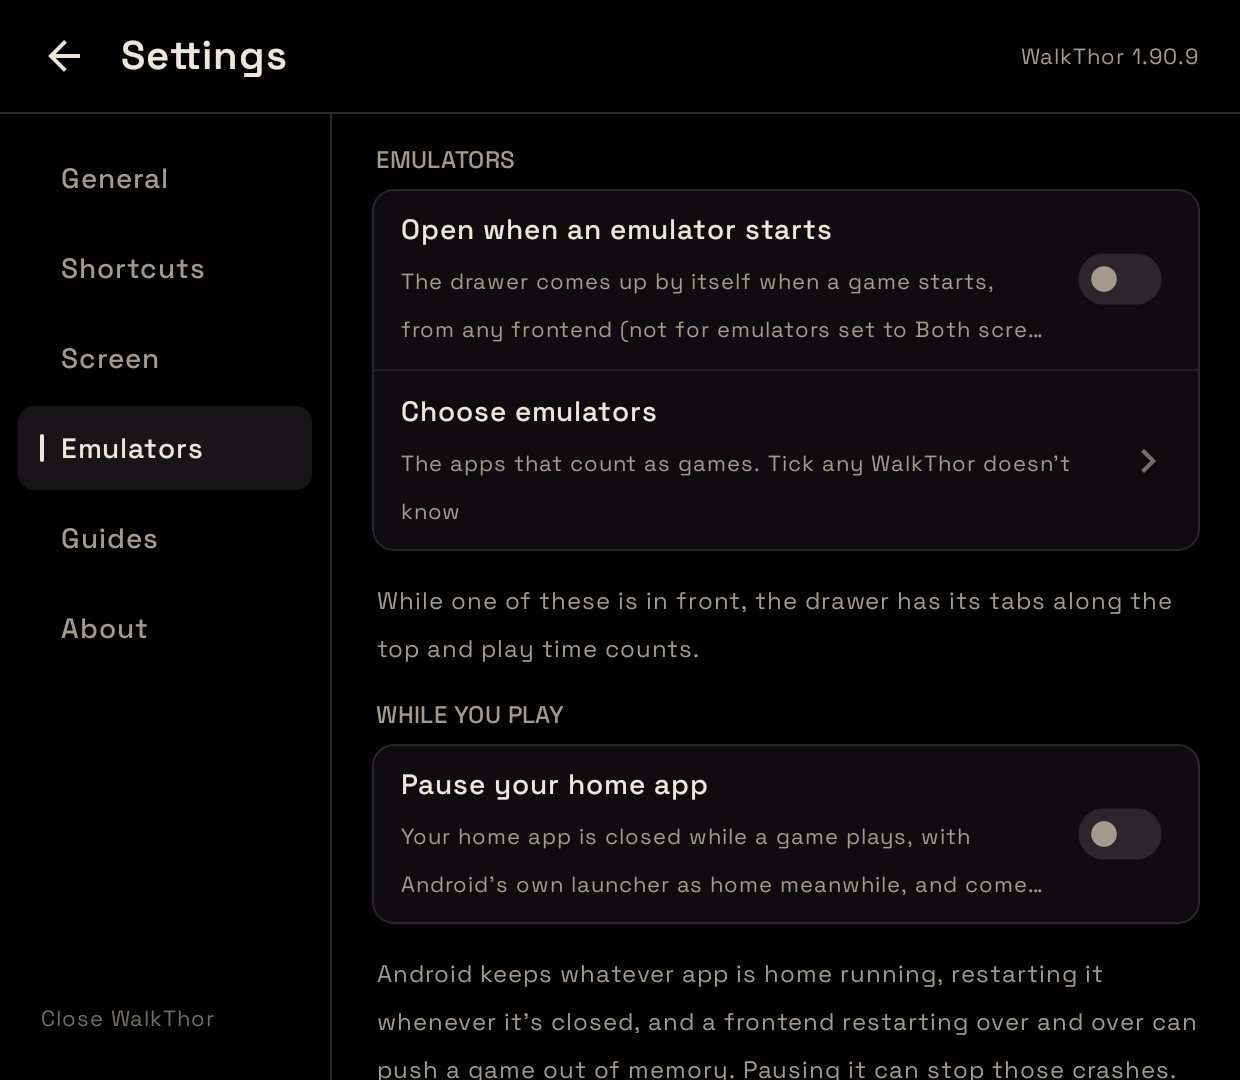 Settings
WalkThor 1.90.9
General
Shortcuts
Screen
Emulators
Guides
About
Close WalkThor
EMULATORS
Open when an emulator starts
The drawer comes up by itself when a game starts,
from any frontend (not for emulators set to Both scre…
Choose emulators
The apps that count as games. Tick any WalkThor doesn’t
know
While one of these is in front, the drawer has its tabs along the
top and play time counts.
WHILE YOU PLAY
Pause your home app
Your home app is closed while a game plays, with
Android’s own launcher as home meanwhile, and come…
Android keeps whatever app is home running, restarting it
whenever it’s closed, and a frontend restarting over and over can
push a game out of memory. Pausing it can stop those crashes.